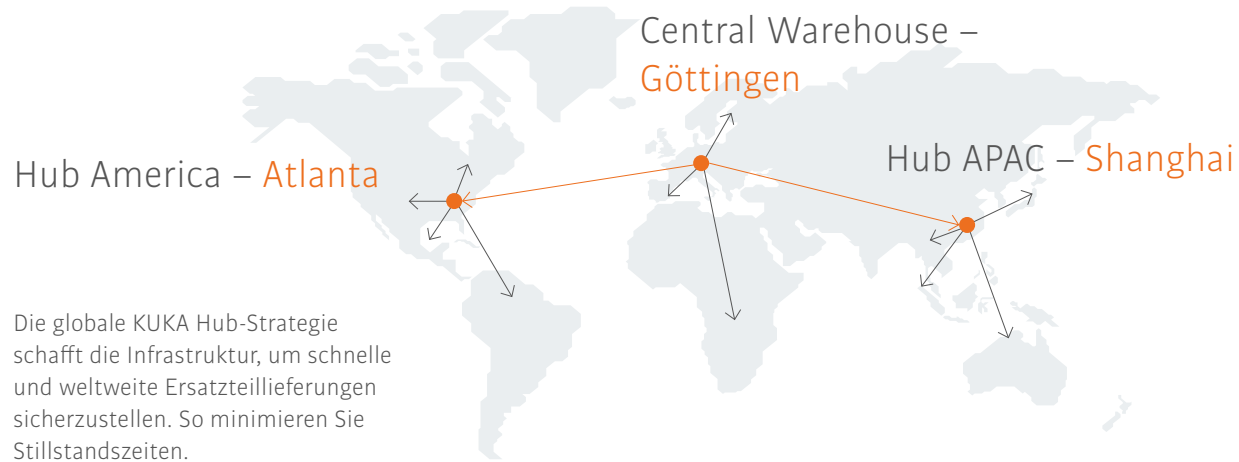 Central Warehouse –
Göttingen
Hub America – Atlanta
Hub APAC – Shanghai
Die globale KUKA Hub-Strategie
schafft die Infrastruktur, um schnelle
und weltweite Ersatzteillieferungen
sicherzustellen. So minimieren Sie
Stillstandszeiten.